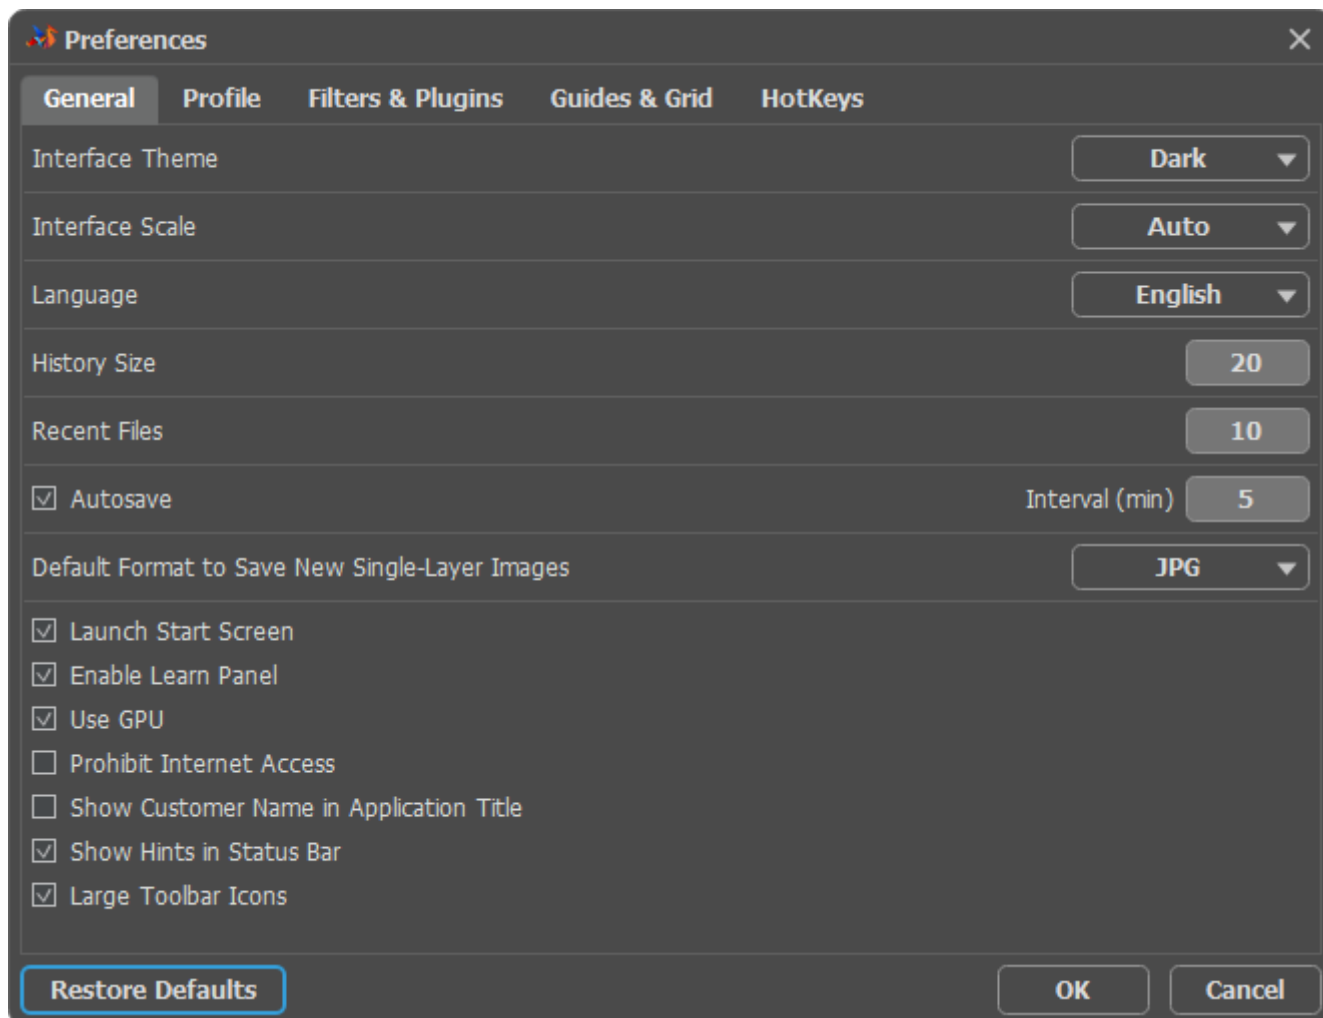 Preferences
General Profile Filters & Plugins Guides & Grid HotKeys
Interface Theme Dark
Interface Scale Auto
Language English
History Size 20
Recent Files 10
Autosave Interval (min) 5
Default Format to Save New Single-Layer Images JPG
Launch Start Screen
Enable Learn Panel
Use GPU
Prohibit Internet Access
Show Customer Name in Application Title
Show Hints in Status Bar
Large Toolbar Icons
Restore Defaults OK Cancel